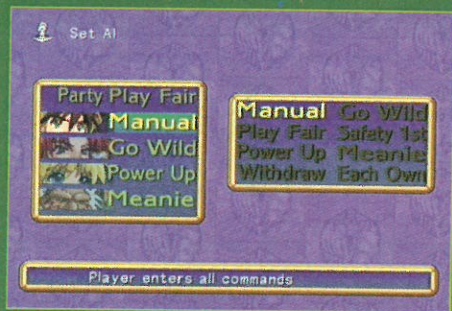 Set AI
Party Play Fair
Manual
Go Wild
Power Up
Meanie
Manual Go Wild
Play Fair Safety 1st
Power Up Meanie
Withdraw Each Own
Player enters all commands